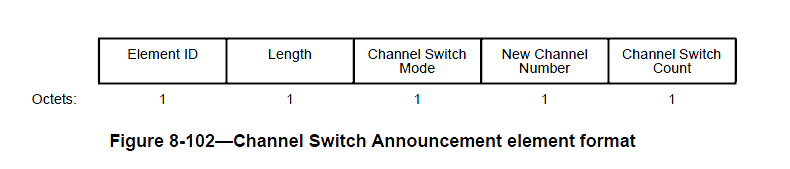 Element ID
Length
Channel Switch
Mode
New Channel
Number
Channel Switch
Count
Octets: 1 1 1 1 1
Figure 8-102—Channel Switch Announcement element format